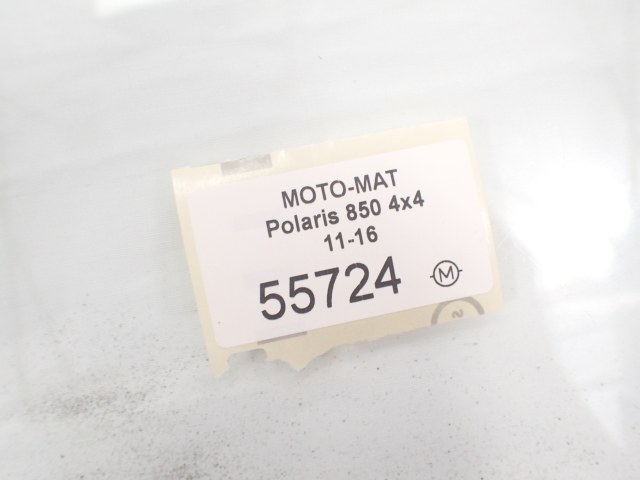 MOTO-MAT
Polaris 850 4x4
11-16
55724 M